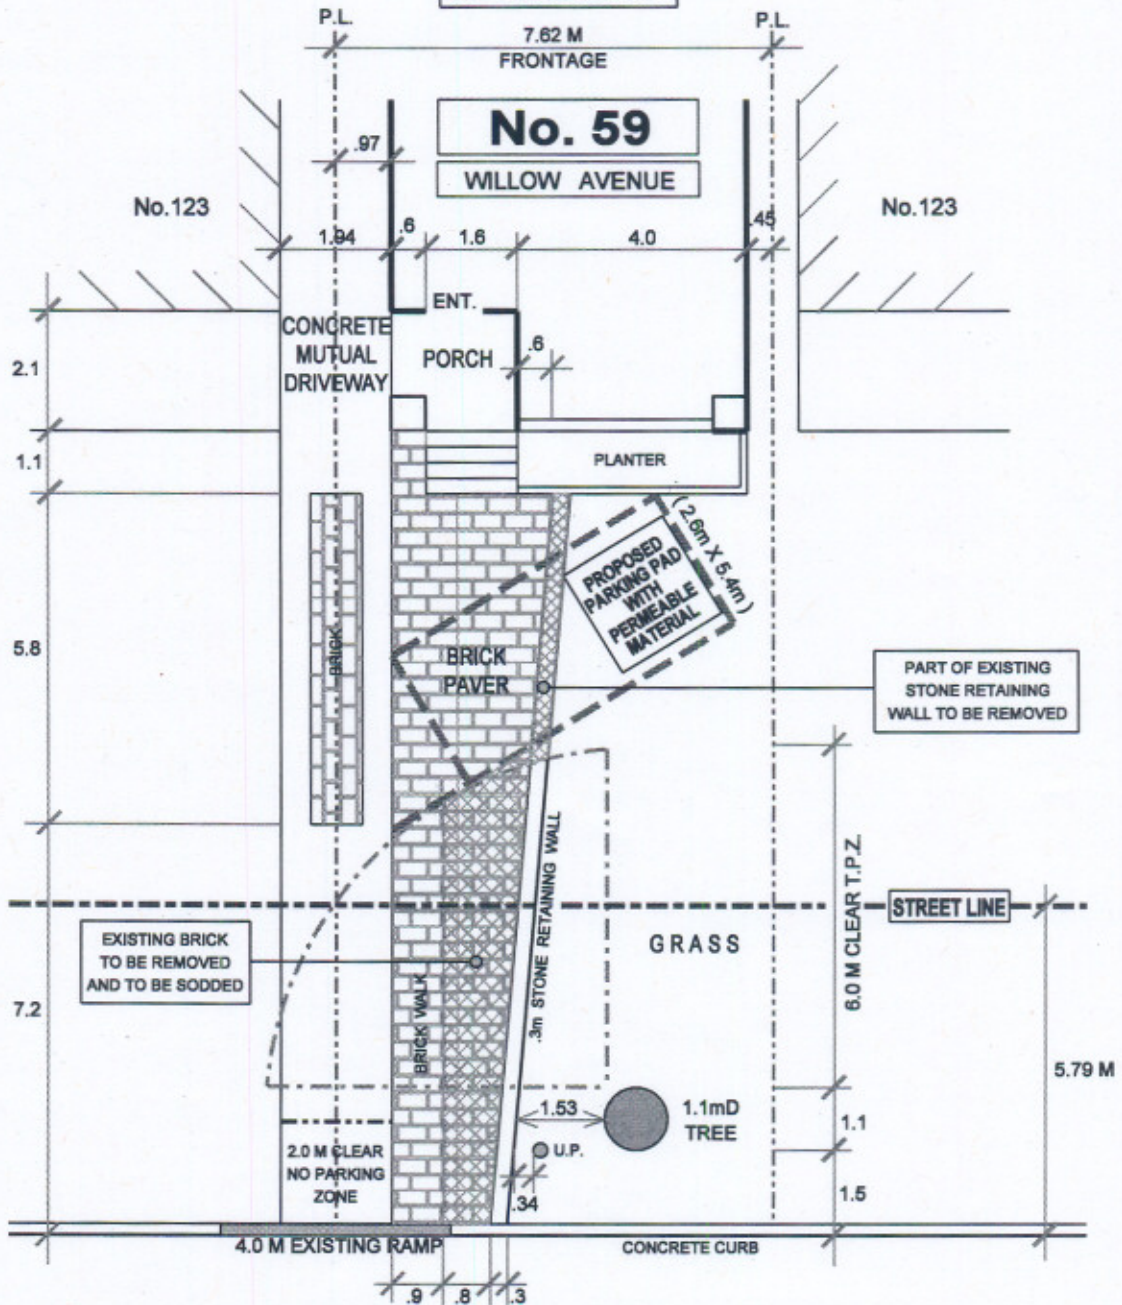 P.L.
P.L.
7.62 M
FRONTAGE
No. 59
WILLOW AVENUE
.97
No.123
No.123
1.94
.6
1.6
4.0
.45
ENT.
CONCRETE
MUTUAL
DRIVEWAY
PORCH
.6
2.1
1.1
PLANTER
(2.6m X 5.4m)
PROPOSED
PARKING PAD
WITH
PERMEABLE
MATERIAL
5.8
BRICK
BRICK
PAVER
PART OF EXISTING
STONE RETAINING
WALL TO BE REMOVED
.3m STONE RETAINING WALL
6.0 M CLEAR T.P.Z.
STREET LINE
EXISTING BRICK
TO BE REMOVED
AND TO BE SODDED
GRASS
7.2
BRICK WALK
5.79 M
1.53
1.1mD
TREE
1.1
U.P.
2.0 M CLEAR
NO PARKING
ZONE
.34
1.5
4.0 M EXISTING RAMP
CONCRETE CURB
.9
.8
.3